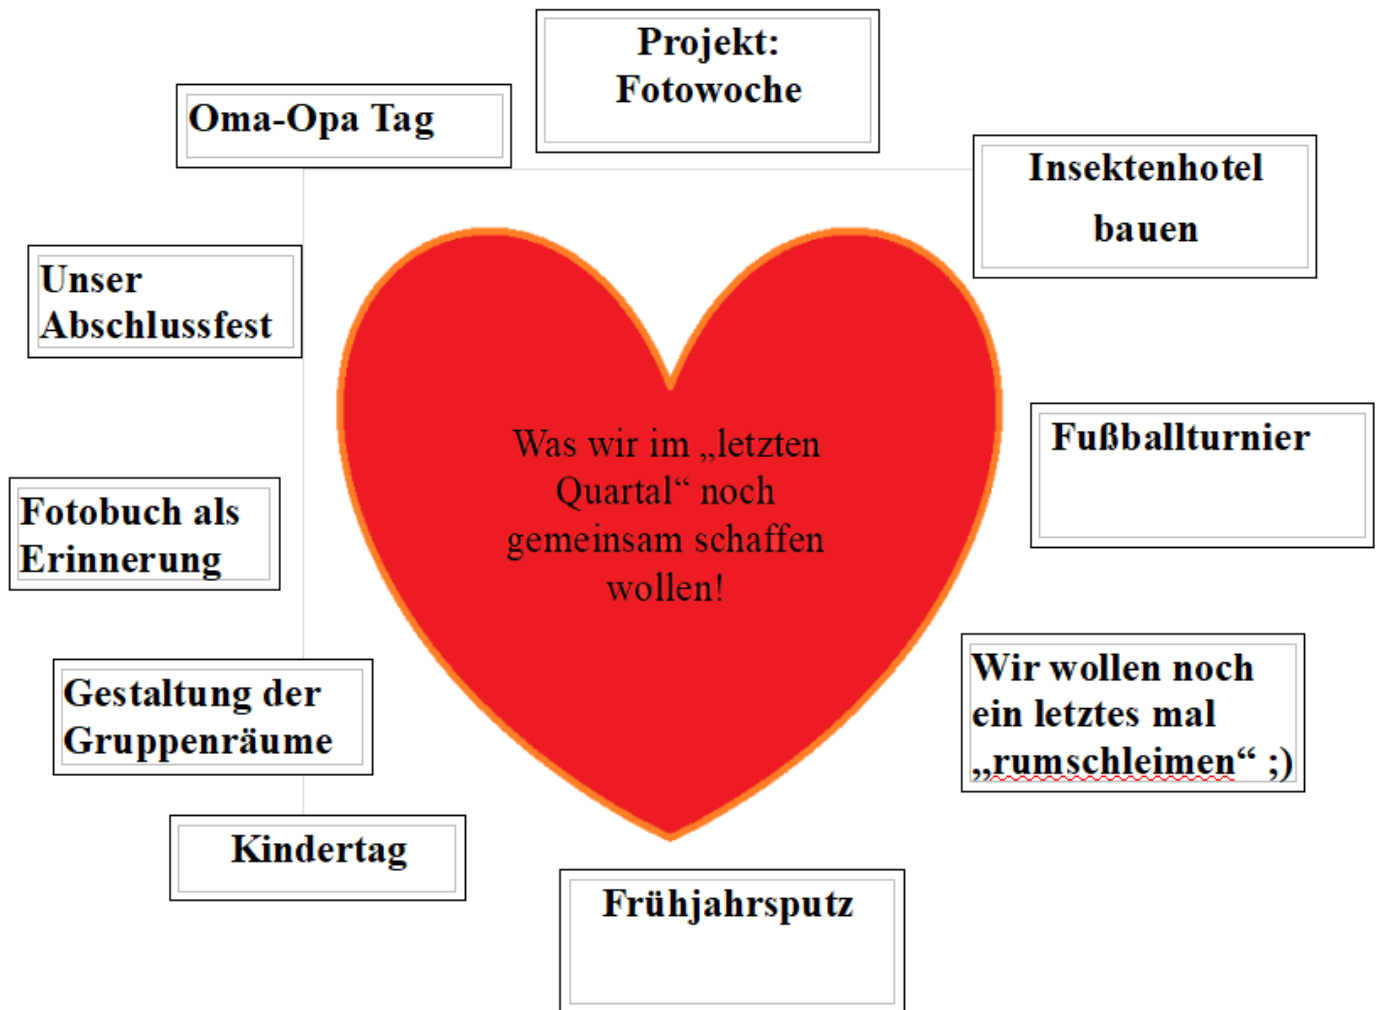 Projekt:
Fotowoche
Oma-Opa Tag
Insektenhotel
bauen
Unser
Abschlussfest
Fußballturnier
Was wir im „letzten
Quartal“ noch
gemeinsam schaffen
wollen!
Fotobuch als
Erinnerung
Wir wollen noch
ein letztes mal
„rumschleimen“ ;)
Gestaltung der
Gruppenräume
Kindertag
Frühjahrsputz